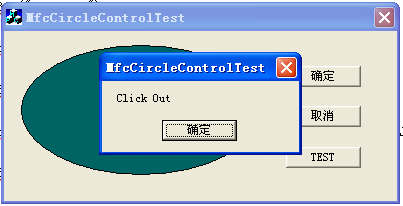 MfcCircleControlTest
MfcCircleControlTest
Click Out
确定
确定
取消
TEST